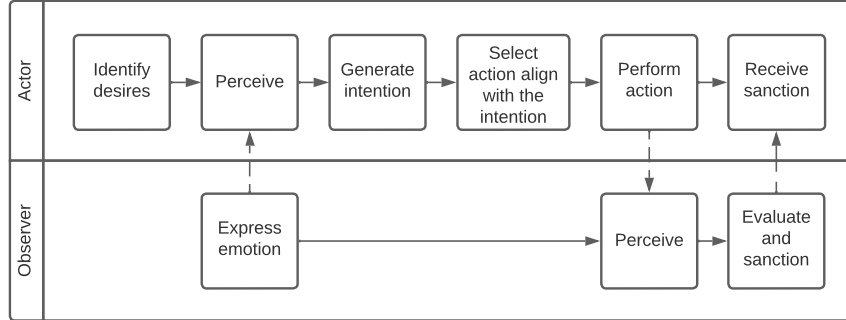 Actor
Identify
desires
Perceive
Generate
intention
Select
action align
with the
intention
Perform
action
Receive
sanction
Observer
Express
emotion
Perceive
Evaluate
and
sanction